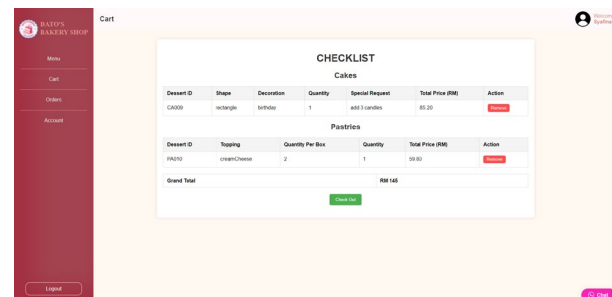 BATO'S
BAKERY SHOP
Cart
Menu
Cart
Orders
Account
Logout
CHECKLIST
Cakes
Dessert ID Shape Decoration Quantity Special Request Total Price (RM) Action
CA009 rectangle birthday 1 add 3 candles 85.20 Remove
Pastries
Dessert ID Topping Quantity Per Box Quantity Total Price (RM) Action
PA010 creamCheese 2 1 59.80 Remove
Grand Total RM 145
Check Out
Chat